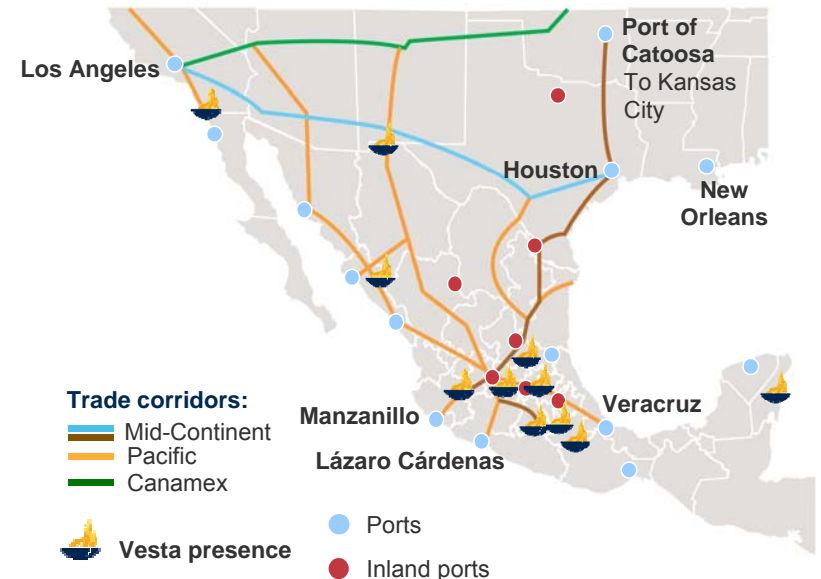 Port of
Catoosa
To Kansas
City
Los Angeles
Houston
New
Orleans
Trade corridors:
Mid-Continent
Pacific
Canamex
Manzanillo
Veracruz
Lázaro Cárdenas
Vesta presence
Ports
Inland ports